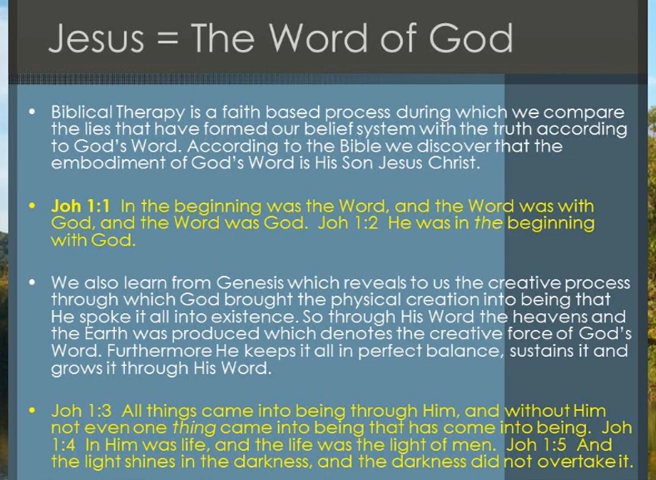 Jesus = The Word of God
• Biblical Therapy is a faith based process during which we compare
the lies that have formed our belief system with the truth according
to God's Word. According to the Bible we discover that the
embodiment of God's Word is His Son Jesus Christ.
• Joh 1:1 In the beginning was the Word, and the Word was with
God, and the Word was God. Joh 1:2 He was in the beginning
with God.
• We also learn from Genesis which reveals to us the creative process
through which God brought the physical creation into being that
He spoke it all into existence. So through His Word the heavens and
the Earth was produced which denotes the creative force of God's
Word. Furthermore He keeps it all in perfect balance, sustains it and
grows it through His Word.
• Joh 1:3 All things came into being through Him, and without Him
not even one thing came into being that has come into being. Joh
1:4 In Him was life, and the life was the light of men. Joh 1:5 And
the light shines in the darkness, and the darkness did not overtake it.